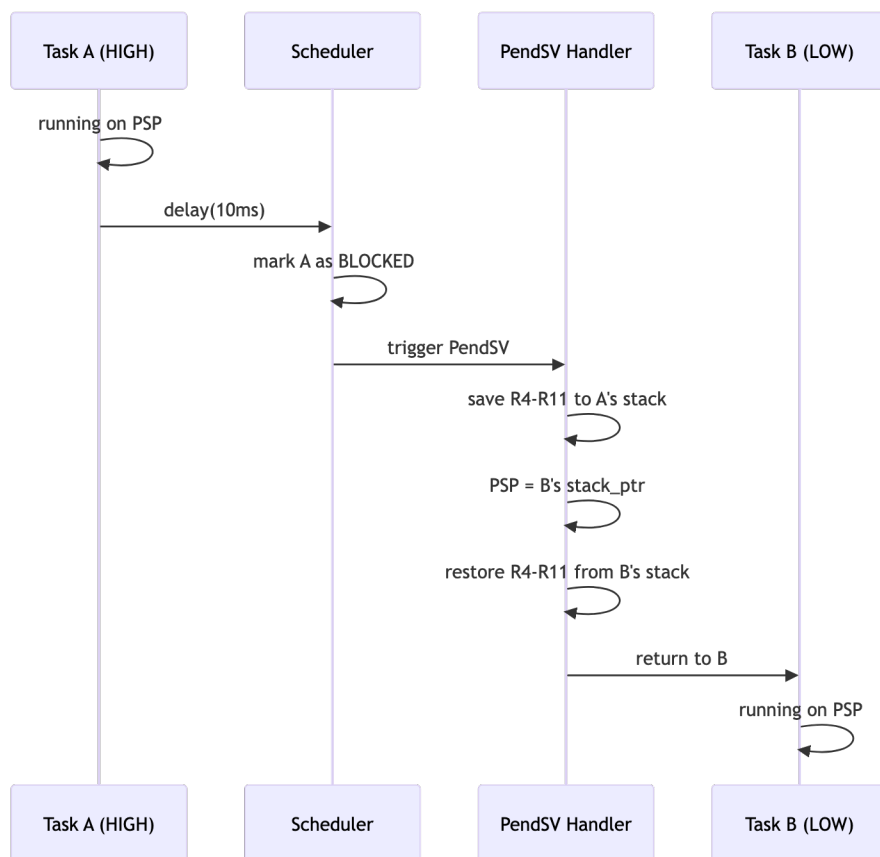 Task A (HIGH)
Scheduler
PendSV Handler
Task B (LOW)
running on PSP
delay(10ms)
mark A as BLOCKED
trigger PendSV
save R4-R11 to A's stack
PSP = B's stack_ptr
restore R4-R11 from B's stack
return to B
running on PSP
Task A (HIGH)
Scheduler
PendSV Handler
Task B (LOW)